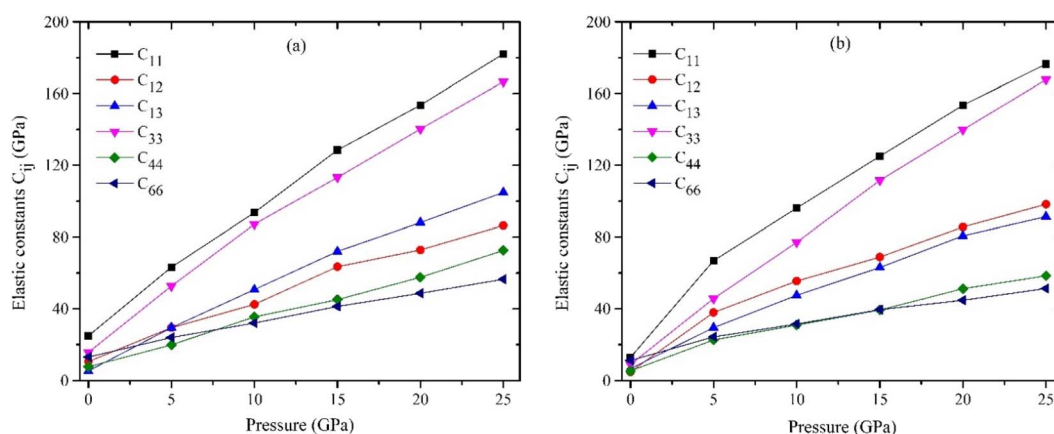 (a)
Elastic constants Cij (GPa)
200
160
120
80
40
0
C11
C12
C13
C33
C44
C66
0 5 10 15 20 25
Pressure (GPa)
(b)
Elastic constants Cij (GPa)
200
160
120
80
40
0
C11
C12
C13
C33
C44
C66
0 5 10 15 20 25
Pressure (GPa)